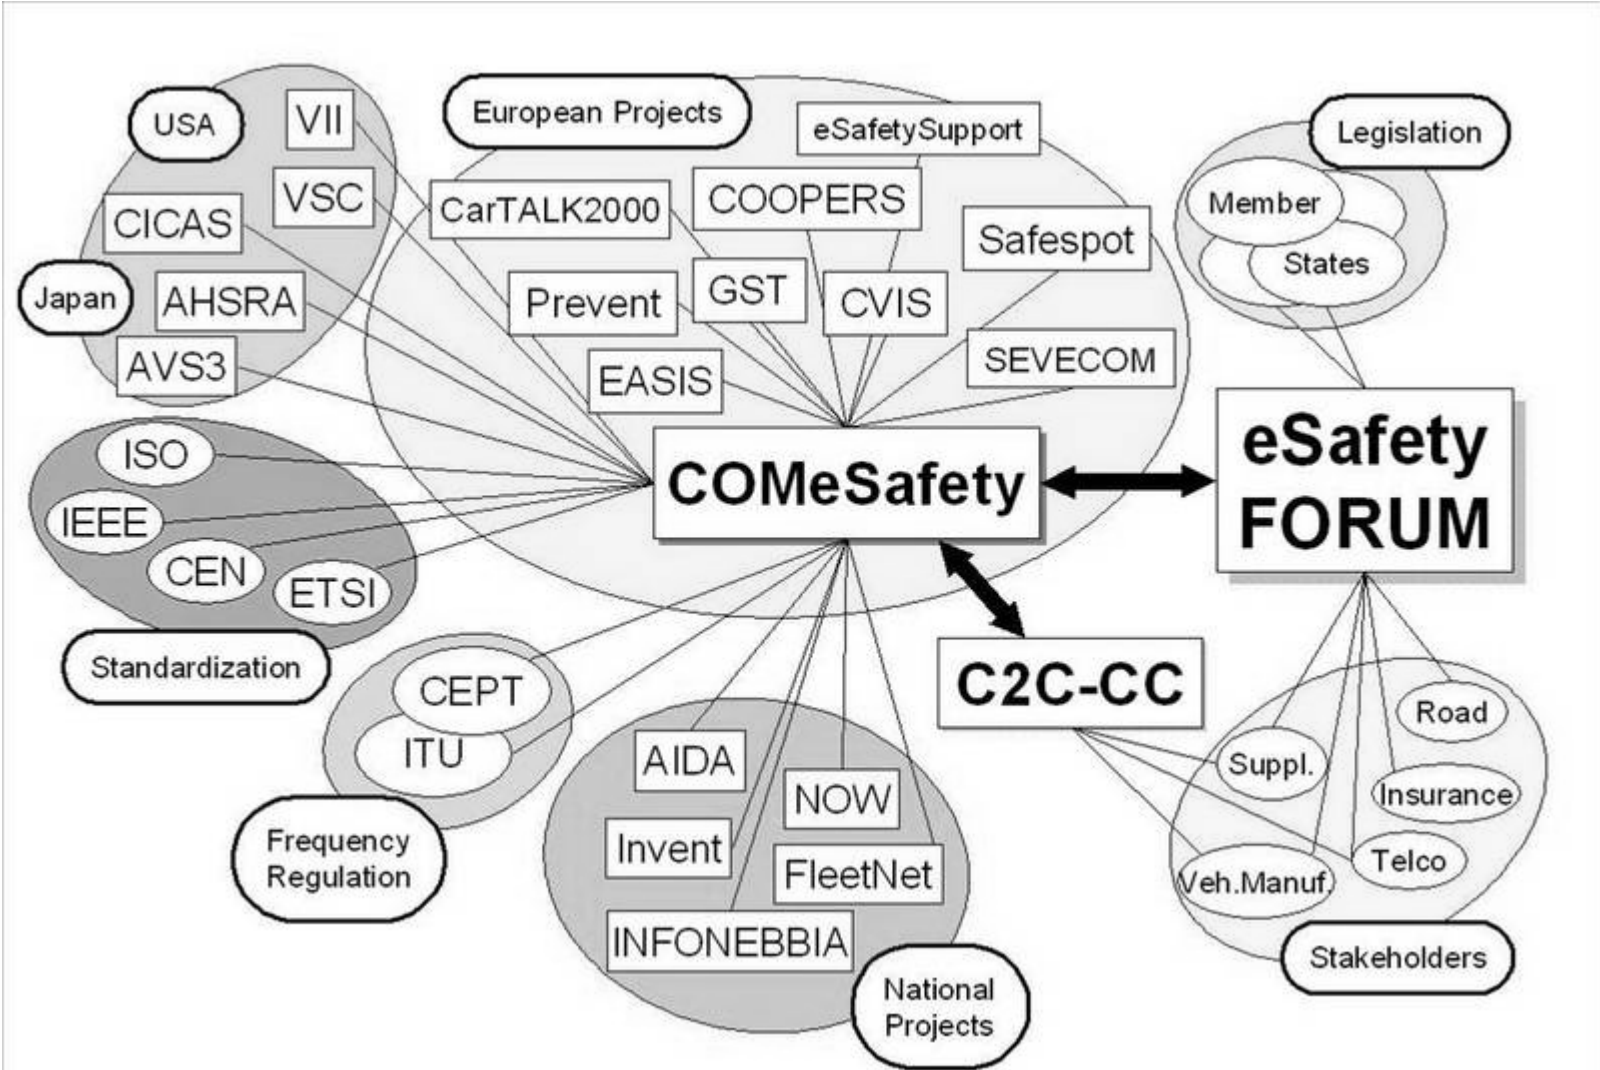 USA
VII
VSC
CICAS
Japan
AHSRA
AVS3
European Projects
eSafetySupport
CarTALK2000
COOPERS
Safespot
Prevent
GST
CVIS
EASIS
SEVECOM
Legislation
Member
States
ISO
IEEE
CEN
ETSI
Standardization
COMeSafety
eSafety
FORUM
C2C-CC
CEPT
ITU
Frequency
Regulation
AIDA
NOW
Invent
FleetNet
INFONEBBIA
National
Projects
Road
Suppl.
Insurance
Telco
Veh.Manuf.
Stakeholders